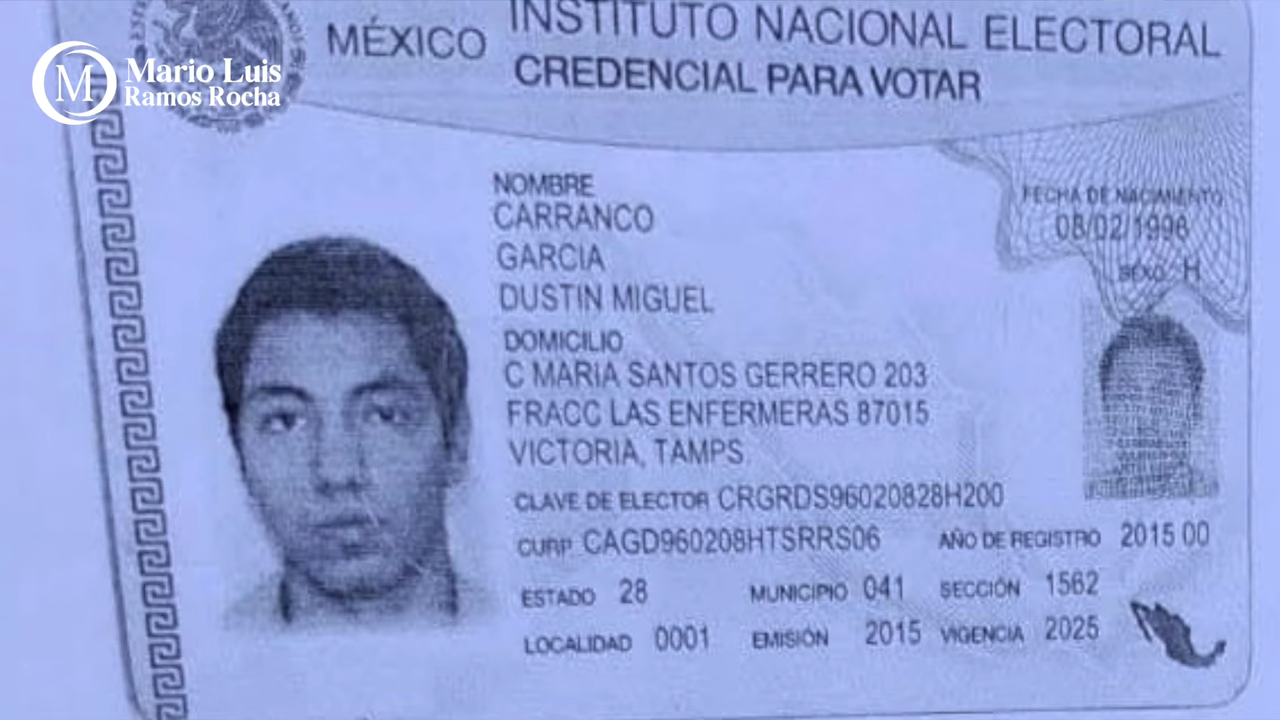 Mario Luis
Ramos Rocha
MÉXICO
INSTITUTO NACIONAL ELECTORAL
CREDENCIAL PARA VOTAR
NOMBRE
CARRANCO
GARCIA
DUSTIN MIGUEL
FECHA DE NACIMIENTO
08/02/1996
SEXO H
DOMICILIO
C MARIA SANTOS GERRERO 203
FRACC LAS ENFERMERAS 87015
VICTORIA, TAMPS.
CLAVE DE ELECTOR CRGRDS96020828H200
CURP CAGD960208HTSRRS06 AÑO DE REGISTRO 2015 00
ESTADO 28 MUNICIPIO 041 SECCIÓN 1562
LOCALIDAD 0001 EMISIÓN 2015 VIGENCIA 2025